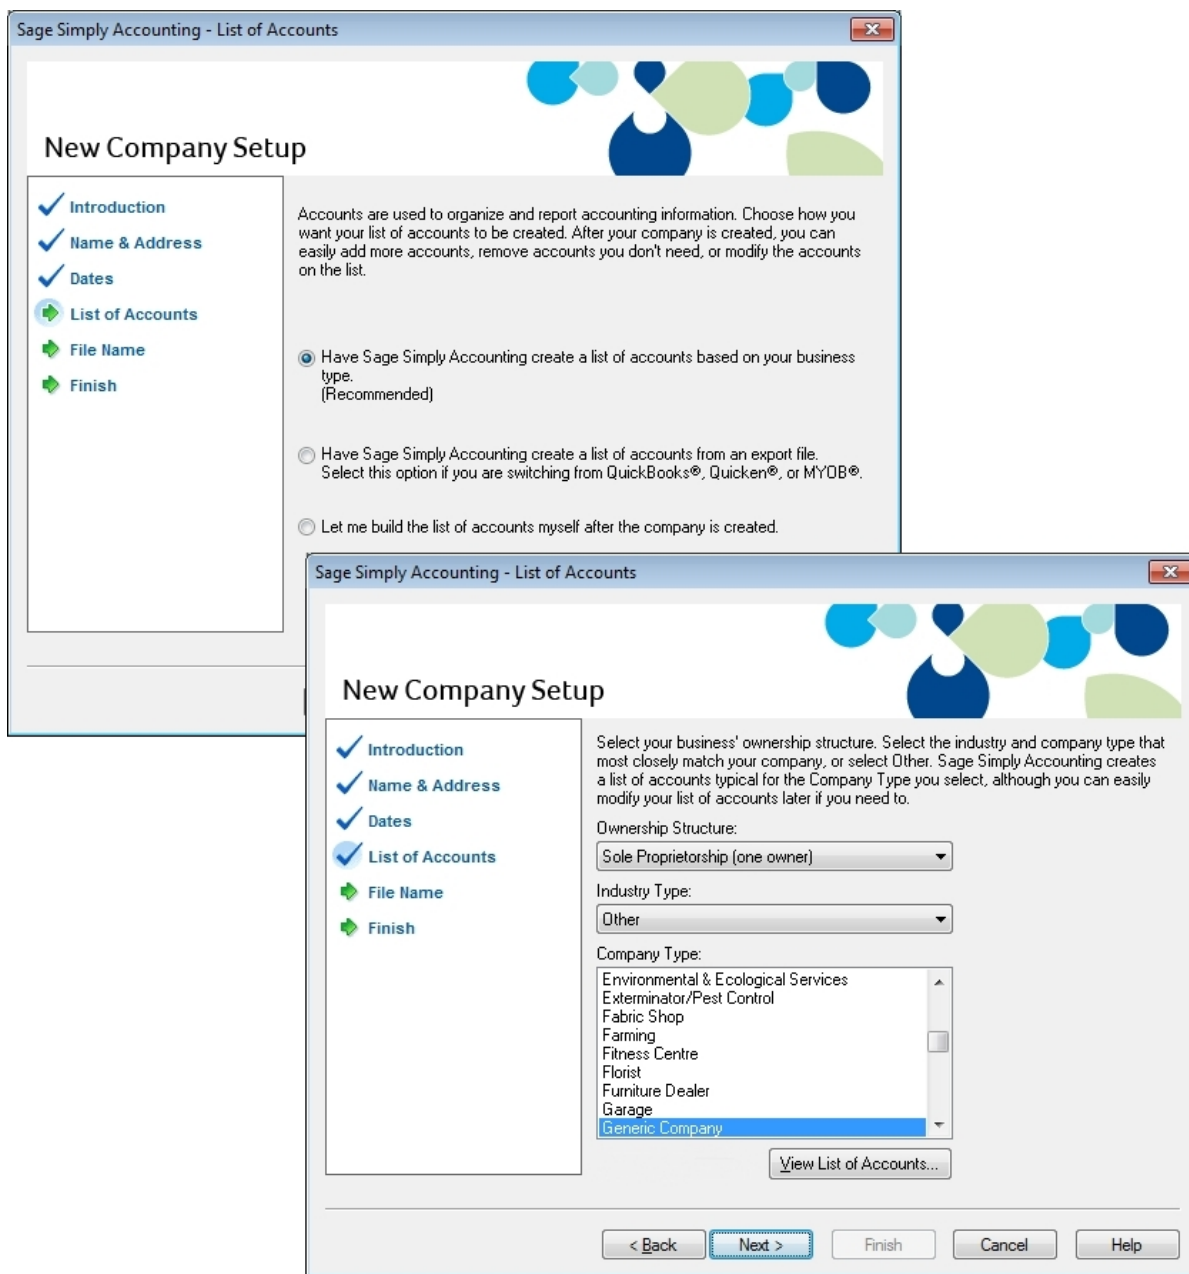 Sage Simply Accounting - List of Accounts
New Company Setup
Introduction
Name & Address
Dates
List of Accounts
File Name
Finish
Accounts are used to organize and report accounting information. Choose how you
want your list of accounts to be created. After your company is created, you can
easily add more accounts, remove accounts you don't need, or modify the accounts
on the list.
Have Sage Simply Accounting create a list of accounts based on your business
type.
(Recommended)
Have Sage Simply Accounting create a list of accounts from an export file.
Select this option if you are switching from QuickBooks®, Quicken®, or MYOB®.
Let me build the list of accounts myself after the company is created.
Sage Simply Accounting - List of Accounts
New Company Setup
Introduction
Name & Address
Dates
List of Accounts
File Name
Finish
Select your business' ownership structure. Select the industry and company type that
most closely match your company, or select Other. Sage Simply Accounting creates
a list of accounts typical for the Company Type you select, although you can easily
modify your list of accounts later if you need to.
Ownership Structure:
Sole Proprietorship (one owner)
Industry Type:
Other
Company Type:
Environmental & Ecological Services
Exterminator/Pest Control
Fabric Shop
Farming
Fitness Centre
Florist
Furniture Dealer
Garage
Generic Company
View List of Accounts...
< Back
Next >
Finish
Cancel
Help